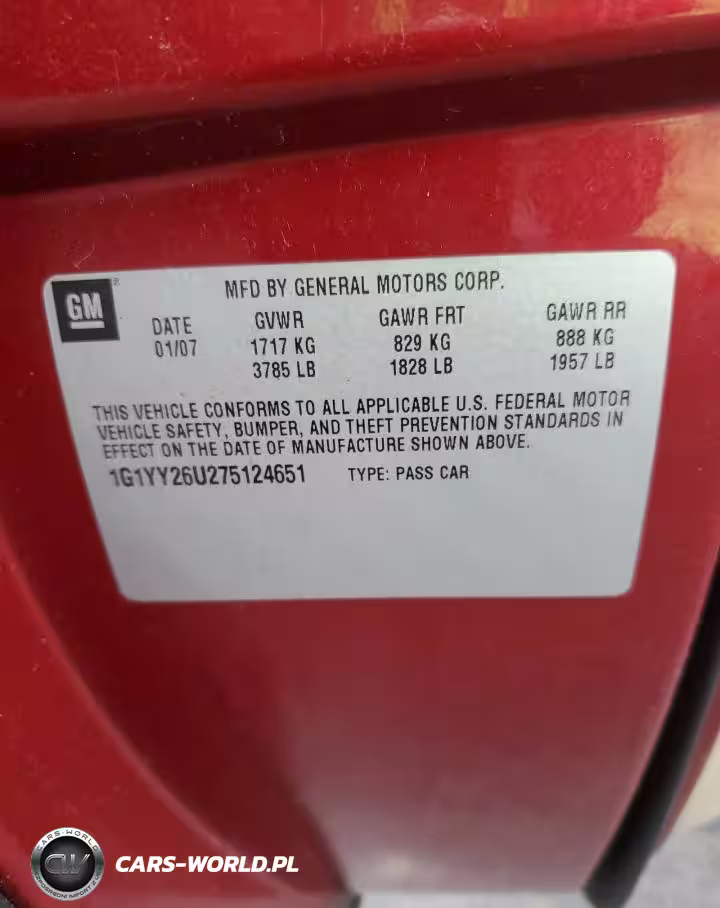 GM
MFD BY GENERAL MOTORS CORP.
DATE GVWR GAWR FRT GAWR RR
01/07 1717 KG 829 KG 888 KG
3785 LB 1828 LB 1957 LB
THIS VEHICLE CONFORMS TO ALL APPLICABLE U.S. FEDERAL MOTOR
VEHICLE SAFETY, BUMPER, AND THEFT PREVENTION STANDARDS IN
EFFECT ON THE DATE OF MANUFACTURE SHOWN ABOVE.
1G1YY26U275124651 TYPE: PASS CAR
CARS-WORLD
CW
CARS-WORLD.PL